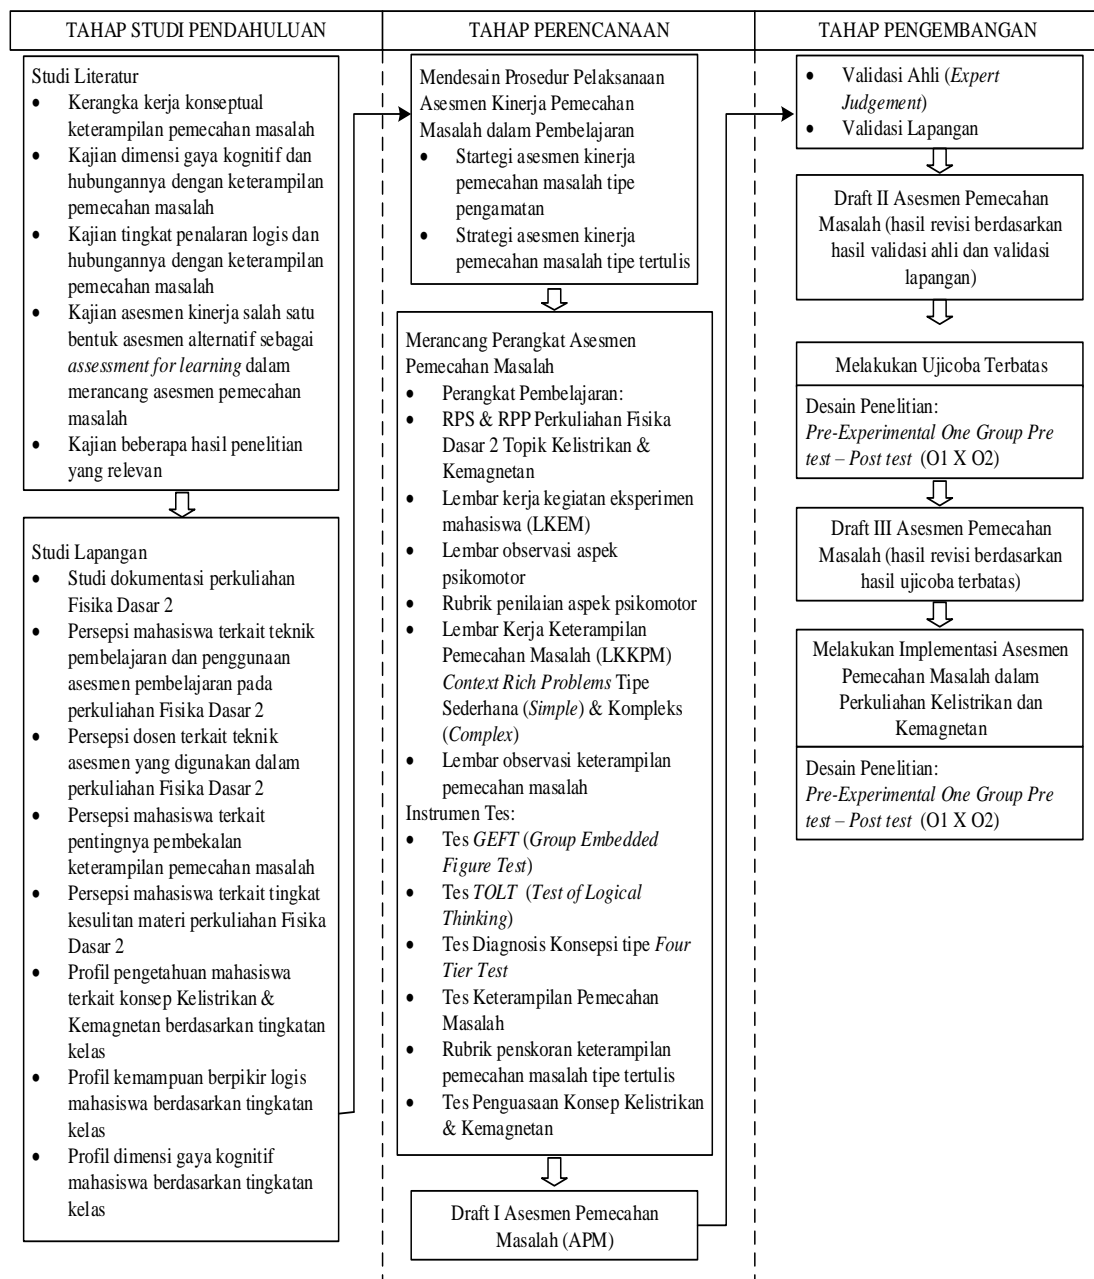 TAHAP STUDI PENDAHULUAN
Studi Literatur
• Kerangka kerja konseptual
keterampilan pemecahan masalah
• Kajian dimensi gaya kognitif dan
hubungannya dengan keterampilan
pemecahan masalah
• Kajian tingkat penalaran logis dan
hubungannya dengan keterampilan
pemecahan masalah
• Kajian asesmen kinerja salah satu
bentuk asesmen alternatif sebagai
assessment for learning dalam
merancang asesmen pemecahan
masalah
• Kajian beberapa hasil penelitian
yang relevan
Studi Lapangan
• Studi dokumentasi perkuliahan
Fisika Dasar 2
• Persepsi mahasiswa terkait teknik
pembelajaran dan penggunaan
asesmen pembelajaran pada
perkuliahan Fisika Dasar 2
• Persepsi dosen terkait teknik
asesmen yang digunakan dalam
perkuliahan Fisika Dasar 2
• Persepsi mahasiswa terkait
pentingnya pembekalan
keterampilan pemecahan masalah
• Persepsi mahasiswa terkait tingkat
kesulitan materi perkuliahan Fisika
Dasar 2
• Profil pengetahuan mahasiswa
terkait konsep Kelistrikan &
Kemagnetan berdasarkan tingkatan
kelas
• Profil kemampuan berpikir logis
mahasiswa berdasarkan tingkatan
kelas
• Profil dimensi gaya kognitif
mahasiswa berdasarkan tingkatan
kelas
TAHAP PERENCANAAN
Mendesain Prosedur Pelaksanaan
Asesmen Kinerja Pemecahan
Masalah dalam Pembelajaran
• Startegi asesmen kinerja
pemecahan masalah tipe
pengamatan
• Strategi asesmen kinerja
pemecahan masalah tipe tertulis
Merancang Perangkat Asesmen
Pemecahan Masalah
• Perangkat Pembelajaran:
• RPS & RPP Perkuliahan Fisika
Dasar 2 Topik Kelistrikan &
Kemagnetan
• Lembar kerja kegiatan eksperimen
mahasiswa (LKEM)
• Lembar observasi aspek
psikomotor
• Rubrik penilaian aspek psikomotor
• Lembar Kerja Keterampilan
Pemecahan Masalah (LKKPM)
Context Rich Problems Tipe
Sederhana (Simple) & Kompleks
(Complex)
• Lembar observasi keterampilan
pemecahan masalah
Instrumen Tes:
• Tes GEFT (Group Embedded
Figure Test)
• Tes TOLT (Test of Logical
Thinking)
• Tes Diagnosis Konsepsi tipe Four
Tier Test
• Tes Keterampilan Pemecahan
Masalah
• Rubrik penskoran keterampilan
pemecahan masalah tipe tertulis
• Tes Penguasaan Konsep Kelistrikan
& Kemagnetan
Draft I Asesmen Pemecahan
Masalah (APM)
TAHAP PENGEMBANGAN
• Validasi Ahli (Expert
Judgement)
• Validasi Lapangan
Draft II Asesmen Pemecahan
Masalah (hasil revisi berdasarkan
hasil validasi ahli dan validasi
lapangan)
Melakukan Ujicoba Terbatas
Desain Penelitian:
Pre-Experimental One Group Pre
test – Post test (O1 X O2)
Draft III Asesmen Pemecahan
Masalah (hasil revisi berdasarkan
hasil ujicoba terbatas)
Melakukan Implementasi Asesmen
Pemecahan Masalah dalam
Perkuliahan Kelistrikan dan
Kemagnetan
Desain Penelitian:
Pre-Experimental One Group Pre
test – Post test (O1 X O2)